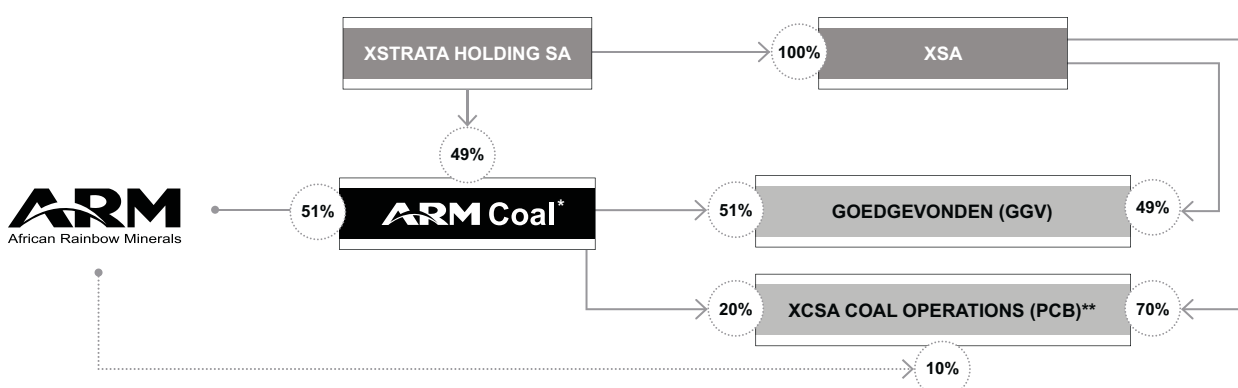 XSTRATA HOLDING SA
100%
XSA
49%
ARM
African Rainbow Minerals
51%
ARM Coal*
51%
GOEDGEVONDEN (GGV)
49%
20%
XCSA COAL OPERATIONS (PCB)**
70%
10%